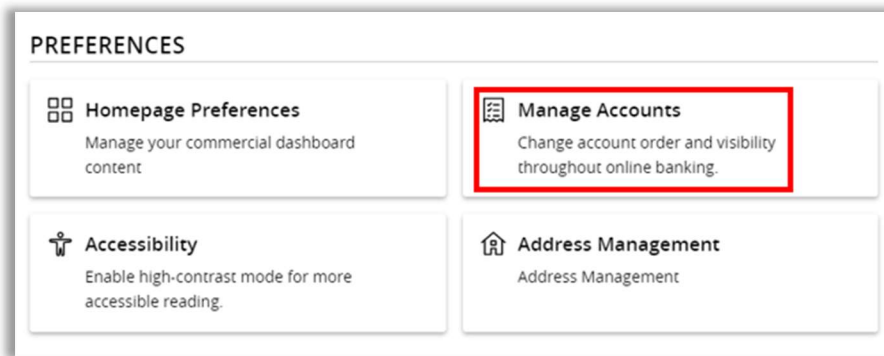 PREFERENCES
Homepage Preferences
Manage your commercial dashboard
content
Manage Accounts
Change account order and visibility
throughout online banking.
Accessibility
Enable high-contrast mode for more
accessible reading.
Address Management
Address Management